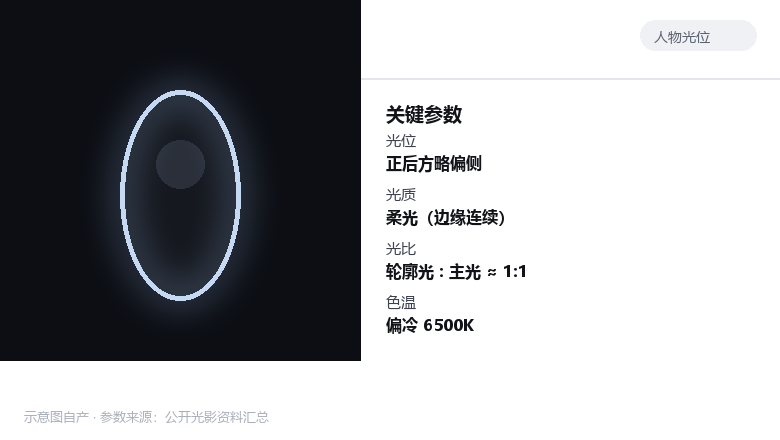 人物光位
关键参数
光位
正后方略偏侧
光质
柔光（边缘连续）
光比
轮廓光：主光 ≈ 1:1
色温
偏冷 6500K
示意图自产 · 参数来源：公开光影资料汇总